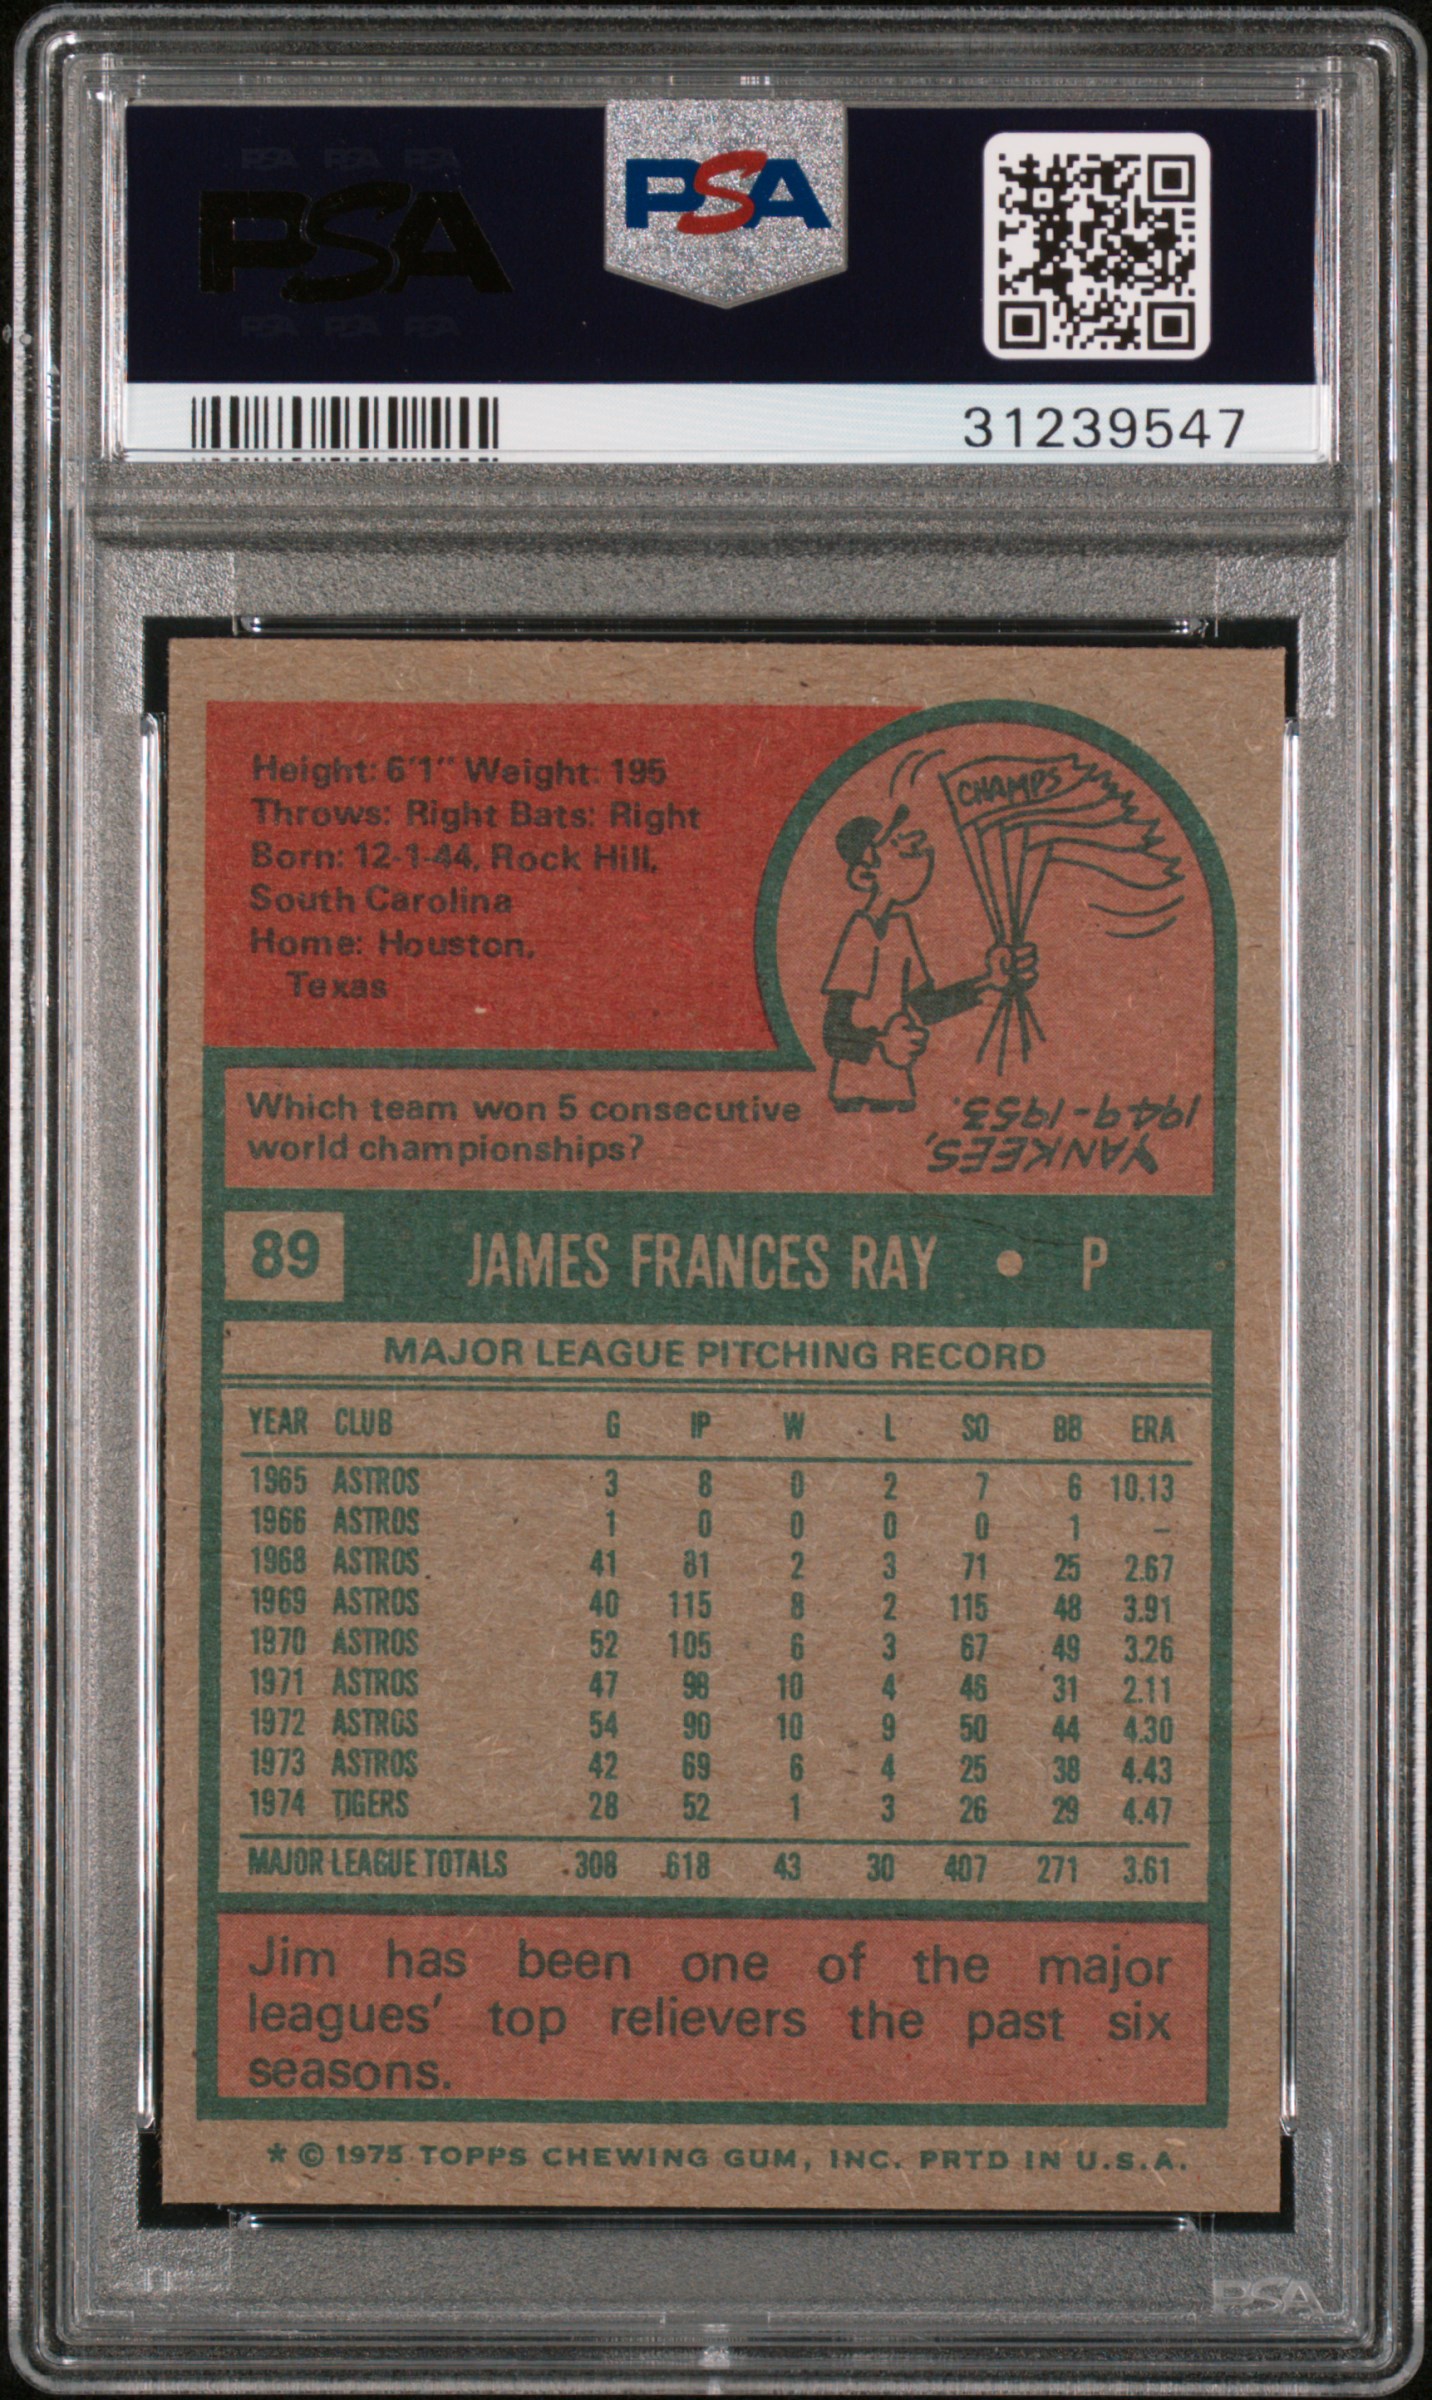 PSA PSA PSA
PSA
PSA PSA PSA
PSA
31239547
Height: 6'1" Weight: 195
Throws: Right Bats: Right
Born: 12-1-44, Rock Hill,
South Carolina
Home: Houston,
Texas
CHAMPS
Which team won 5 consecutive
world championships?
YANKEES,
1949-1953.
89 JAMES FRANCES RAY • P
MAJOR LEAGUE PITCHING RECORD
YEAR CLUB G IP W L SO BB ERA
1965 ASTROS 3 8 0 2 7 6 10.13
1966 ASTROS 1 0 0 0 0 1 –
1968 ASTROS 41 81 2 3 71 25 2.67
1969 ASTROS 40 115 8 2 115 48 3.91
1970 ASTROS 52 105 6 3 67 49 3.26
1971 ASTROS 47 98 10 4 46 31 2.11
1972 ASTROS 54 90 10 9 50 44 4.30
1973 ASTROS 42 69 6 4 25 38 4.43
1974 TIGERS 28 52 1 3 26 29 4.47
MAJOR LEAGUE TOTALS 308 618 43 30 407 271 3.61
Jim has been one of the major
leagues' top relievers the past six
seasons.
* © 1975 TOPPS CHEWING GUM, INC. PRTD IN U.S.A.
PSA